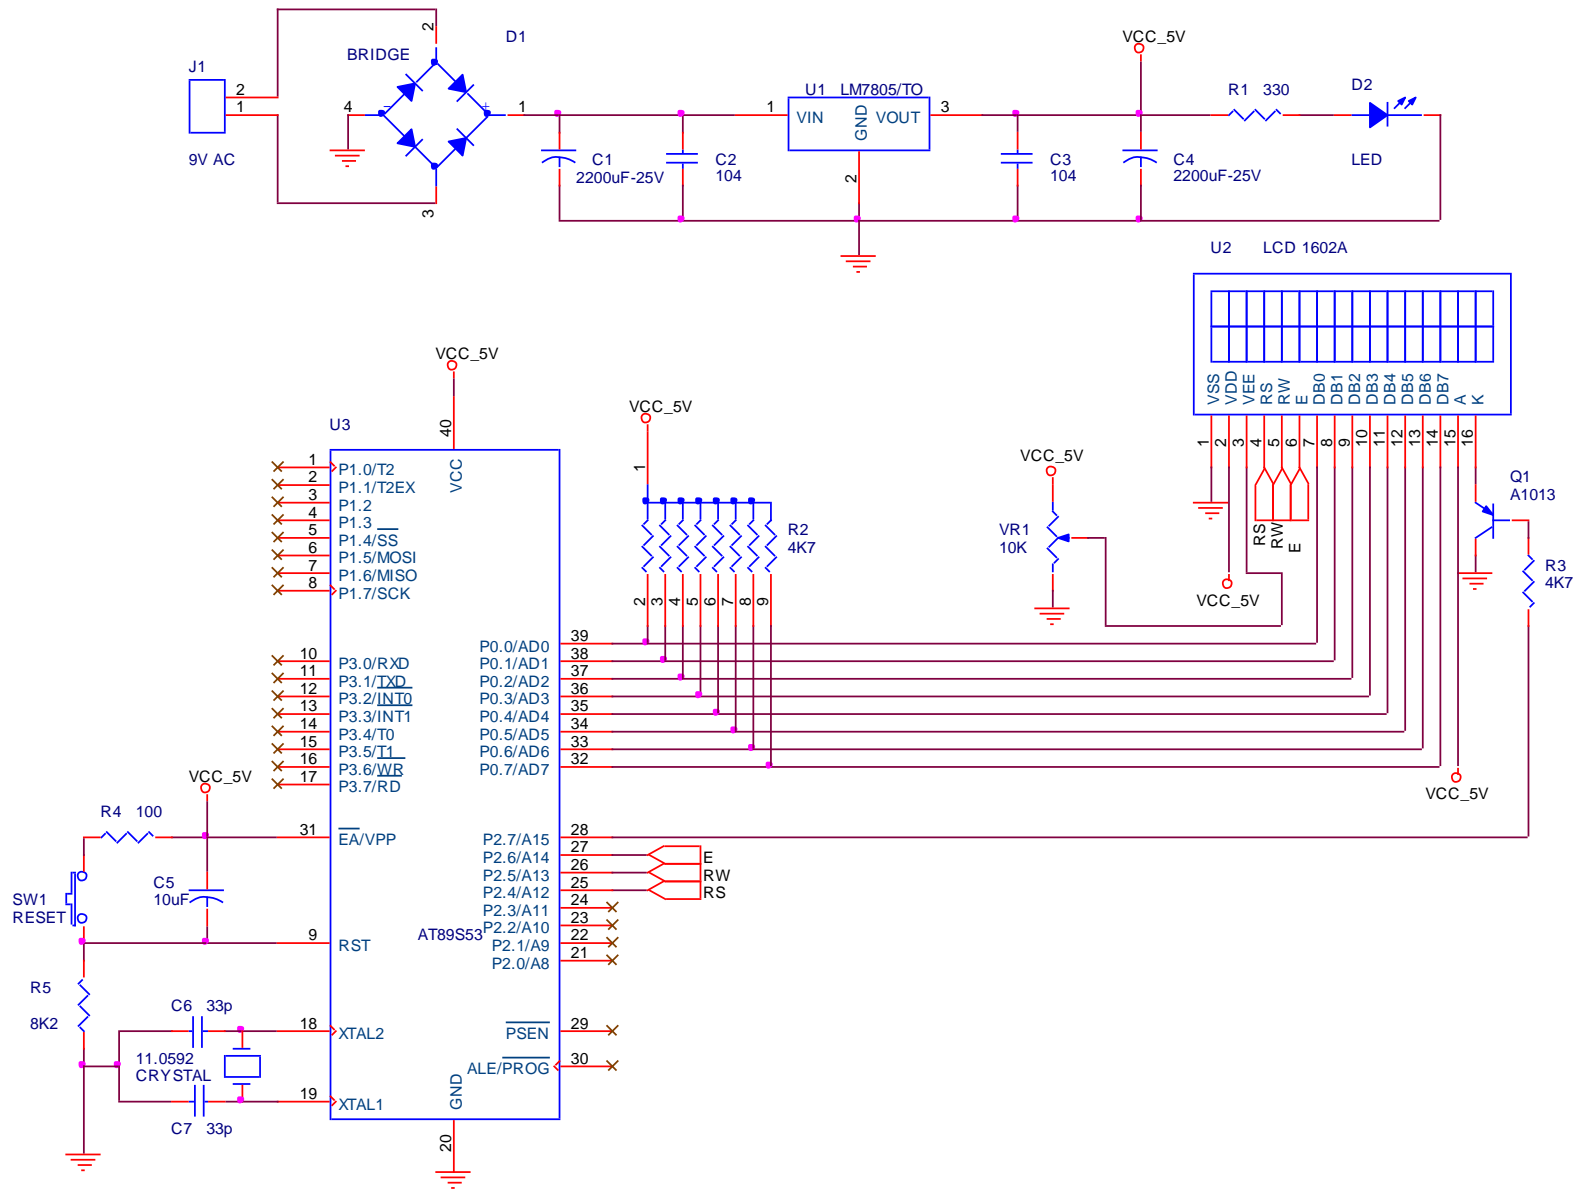 J1
2
1
9V AC
BRIDGE
D1
2
4
-
+
1
3
1
U1 LM7805/TO
VIN
GND
VOUT
3
2
C1
2200uF-25V
C2
104
C3
104
C4
2200uF-25V
VCC_5V
R1 330
D2
LED
U2 LCD 1602A
VSS
VDD
VEE
RS
RW
E
DB0
DB1
DB2
DB3
DB4
DB5
DB6
DB7
A
K
1
2
3
4
5
6
7
8
9
10
11
12
13
14
15
16
RS
RW
E
VCC_5V
VCC_5V
VCC_5V
VR1
10K
Q1
A1013
R3
4K7
VCC_5V
1
R2
4K7
2
3
4
5
6
7
8
9
VCC_5V
40
U3
VCC
1 P1.0/T2
2 P1.1/T2EX
3 P1.2
4 P1.3
5 P1.4/SS
6 P1.5/MOSI
7 P1.6/MISO
8 P1.7/SCK
10 P3.0/RXD
11 P3.1/TXD
12 P3.2/INT0
13 P3.3/INT1
14 P3.4/T0
15 P3.5/T1
16 P3.6/WR
17 P3.7/RD
31 EA/VPP
9 RST
18 XTAL2
19 XTAL1
P0.0/AD0 39
P0.1/AD1 38
P0.2/AD2 37
P0.3/AD3 36
P0.4/AD4 35
P0.5/AD5 34
P0.6/AD6 33
P0.7/AD7 32
P2.7/A15 28
P2.6/A14 27
P2.5/A13 26
P2.4/A12 25
P2.3/A11 24
P2.2/A10 23
P2.1/A9 22
P2.0/A8 21
PSEN 29
ALE/PROG 30
AT89S53
GND
20
E
RW
RS
VCC_5V
R4 100
SW1
RESET
C5
10uF
R5
8K2
C6 33p
11.0592
CRYSTAL
C7 33p